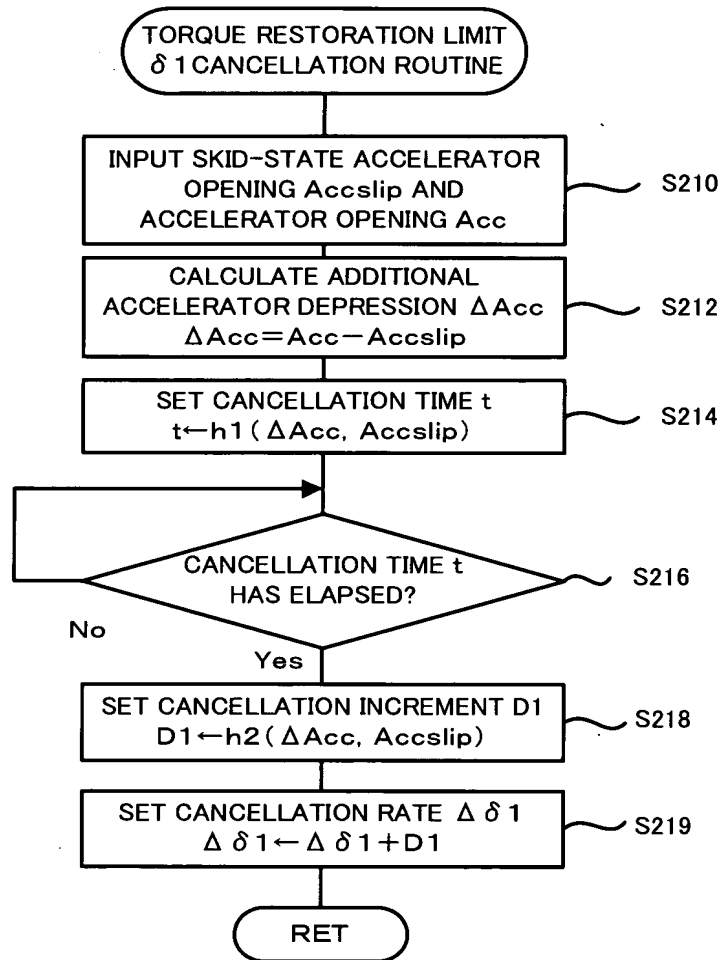 TORQUE RESTORATION LIMIT
δ1 CANCELLATION ROUTINE
INPUT SKID-STATE ACCELERATOR
OPENING Accslip AND
ACCELERATOR OPENING Acc
S210
CALCULATE ADDITIONAL
ACCELERATOR DEPRESSION ΔAcc
ΔAcc=Acc−Accslip
S212
SET CANCELLATION TIME t
t←h1(ΔAcc, Accslip)
S214
CANCELLATION TIME t
HAS ELAPSED?
S216
No
Yes
SET CANCELLATION INCREMENT D1
D1←h2(ΔAcc, Accslip)
S218
SET CANCELLATION RATE Δδ1
Δδ1←Δδ1+D1
S219
RET